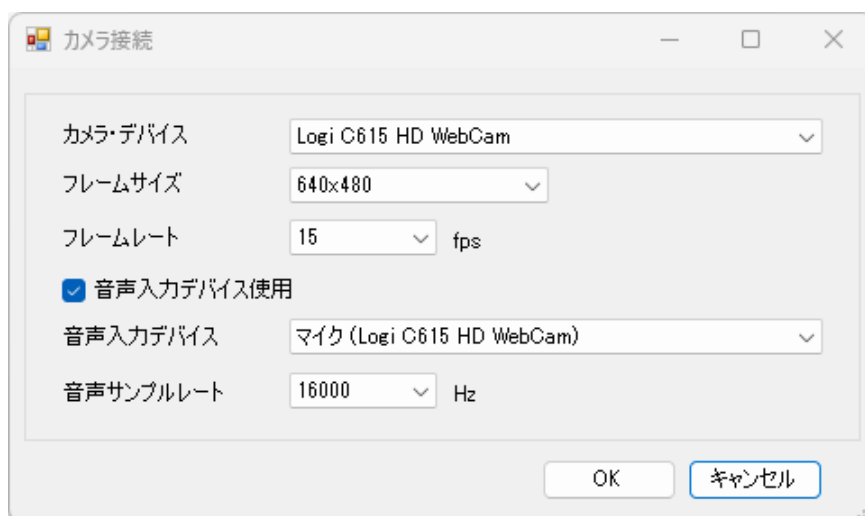 カメラ接続
カメラ・デバイス Logi C615 HD WebCam
フレームサイズ 640x480
フレームレート 15 fps
音声入力デバイス使用
音声入力デバイス マイク (Logi C615 HD WebCam)
音声サンプルレート 16000 Hz
OK キャンセル